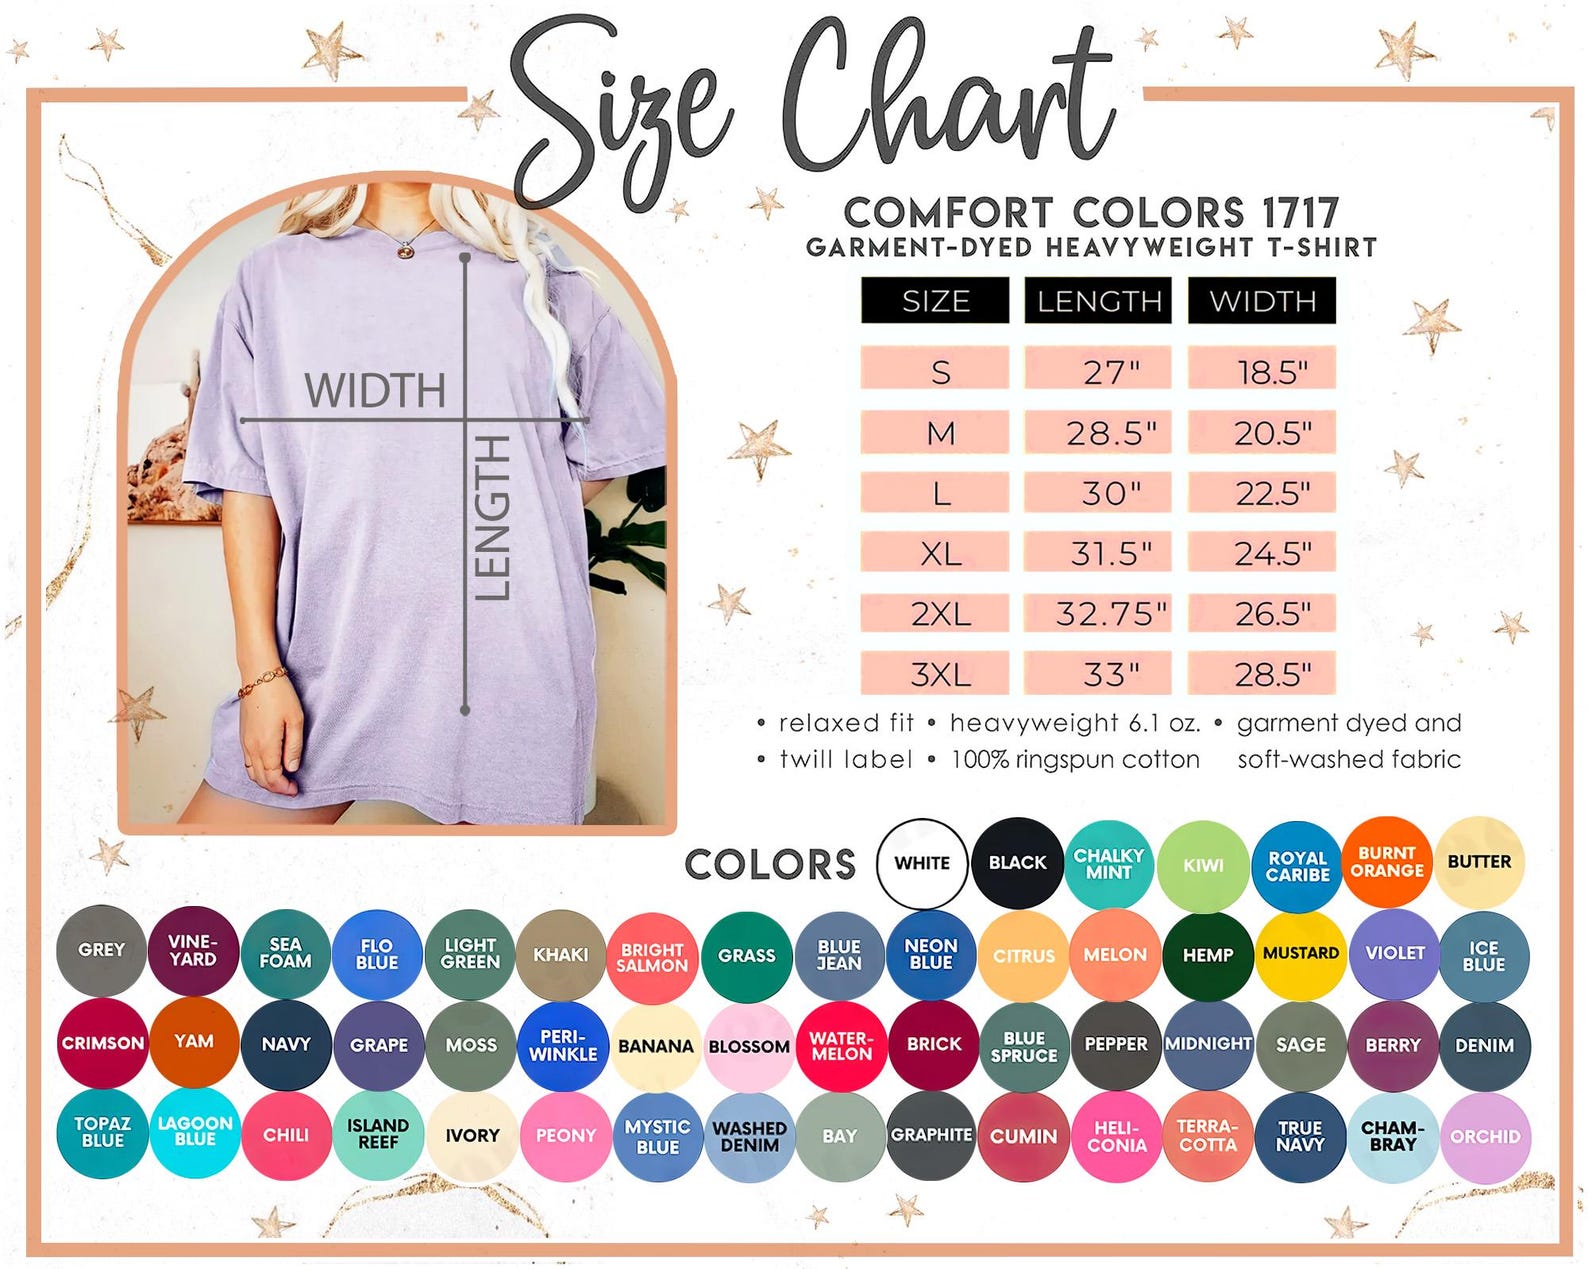 Size Chart
COMFORT COLORS 1717
GARMENT-DYED HEAVYWEIGHT T-SHIRT
SIZE LENGTH WIDTH
S 27" 18.5"
M 28.5" 20.5"
L 30" 22.5"
XL 31.5" 24.5"
2XL 32.75" 26.5"
3XL 33" 28.5"
WIDTH
LENGTH
• relaxed fit • heavyweight 6.1 oz. • garment dyed and
• twill label • 100% ringspun cotton soft-washed fabric
COLORS
WHITE
BLACK
CHALKY
MINT
KIWI
ROYAL
CARIBE
BURNT
ORANGE
BUTTER
GREY
VINE-
YARD
SEA
FOAM
FLO
BLUE
LIGHT
GREEN
KHAKI
BRIGHT
SALMON
GRASS
BLUE
JEAN
NEON
BLUE
CITRUS
MELON
HEMP
MUSTARD
VIOLET
ICE
BLUE
CRIMSON
YAM
NAVY
GRAPE
MOSS
PERI-
WINKLE
BANANA
BLOSSOM
WATER-
MELON
BRICK
BLUE
SPRUCE
PEPPER
MIDNIGHT
SAGE
BERRY
DENIM
TOPAZ
BLUE
LAGOON
BLUE
CHILI
ISLAND
REEF
IVORY
PEONY
MYSTIC
BLUE
WASHED
DENIM
BAY
GRAPHITE
CUMIN
HELI-
CONIA
TERRA-
COTTA
TRUE
NAVY
CHAM-
BRAY
ORCHID